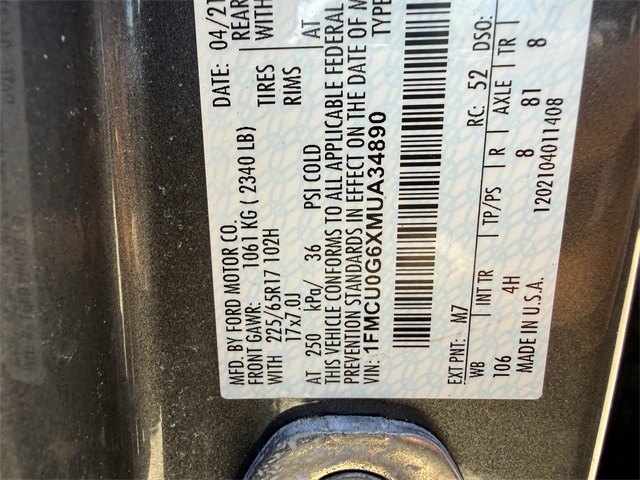 MFD. BY FORD MOTOR CO. DATE: 04/21
FRONT GAWR: 1061 KG ( 2340 LB) REAR
WITH 225/65R17 102H TIRES WITH
17x7.0J RIMS
AT 250 kPa/ 36 PSI COLD AT
THIS VEHICLE CONFORMS TO ALL APPLICABLE FEDERAL
PREVENTION STANDARDS IN EFFECT ON THE DATE OF M
VIN: 1FMCU0G6XMUA34890 TYPE
EXT PNT: M7 RC: 52 DSO:
WB INT TR TP/PS R AXLE TR
106 4H 8 81 8
MADE IN U.S.A. 1202104011408